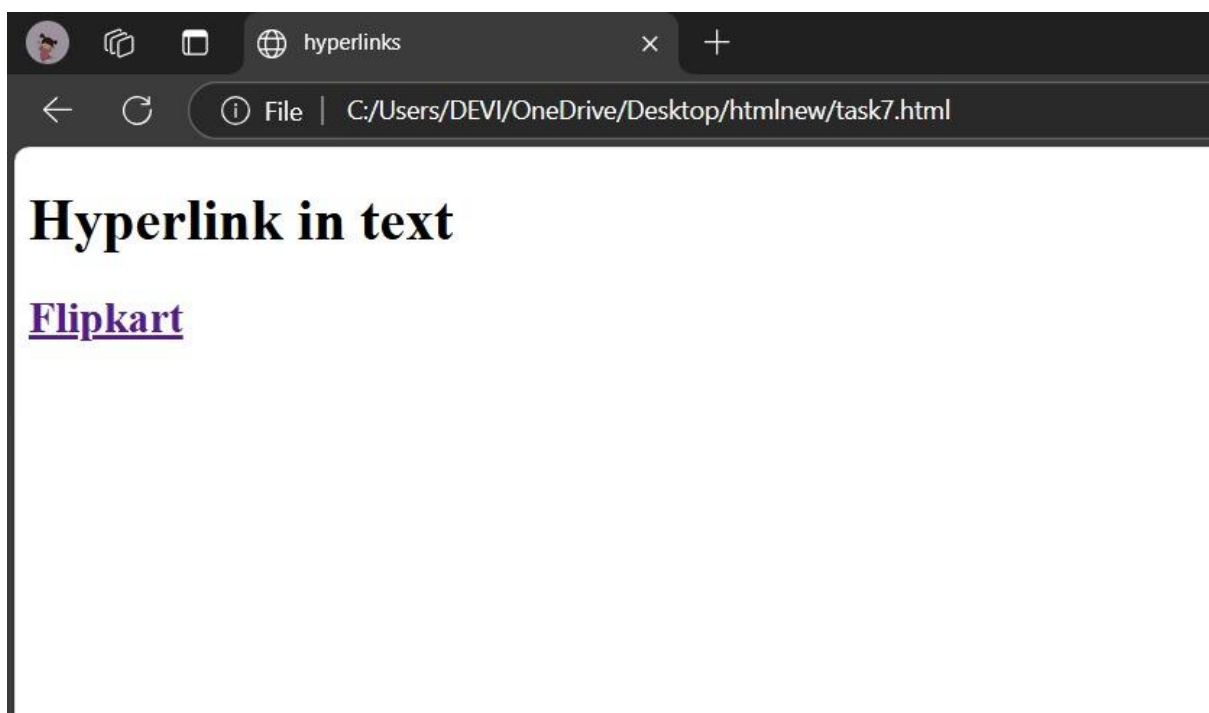 hyperlinks
File | C:/Users/DEVI/OneDrive/Desktop/htmlnew/task7.html
Hyperlink in text
Flipkart